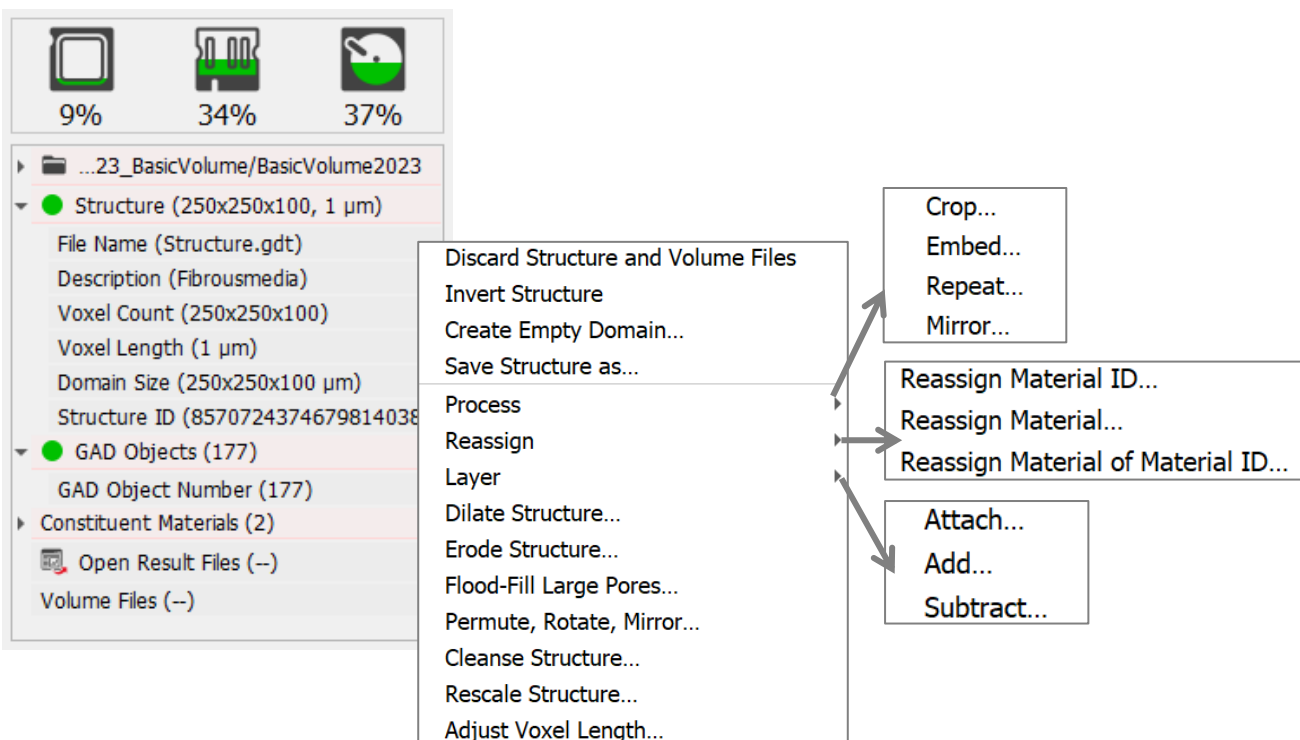 9% 34% 37%
...23_BasicVolume/BasicVolume2023
Structure (250x250x100, 1 µm)
File Name (Structure.gdt)
Description (Fibrousmedia)
Voxel Count (250x250x100)
Voxel Length (1 µm)
Domain Size (250x250x100 µm)
Structure ID (857072437467981403
GAD Objects (177)
GAD Object Number (177)
Constituent Materials (2)
Open Result Files (--)
Volume Files (--)
Discard Structure and Volume Files
Invert Structure
Create Empty Domain...
Save Structure as...
Process
Reassign
Layer
Dilate Structure...
Erode Structure...
Flood-Fill Large Pores...
Permute, Rotate, Mirror...
Cleanse Structure...
Rescale Structure...
Adjust Voxel Length...
Crop...
Embed...
Repeat...
Mirror...
Reassign Material ID...
Reassign Material...
Reassign Material of Material ID...
Attach...
Add...
Subtract...